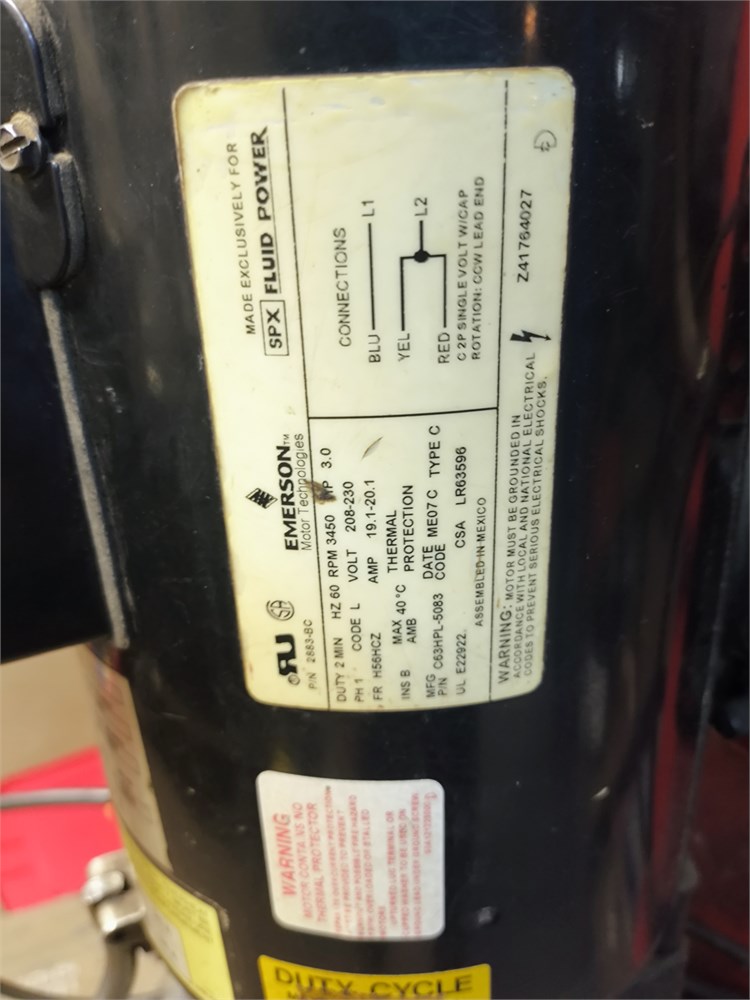 MADE EXCLUSIVELY FOR
SPX FLUID POWER
EMERSON™
Motor Technologies
P/N 2883-BC
DUTY 2 MIN HZ 60 RPM 3450 HP 3.0
PH 1 CODE L VOLT 208-230
FR H56HCZ AMP 19.1-20.1
INS B MAX 40°C THERMAL
AMB PROTECTION
MFG P/N C63HPL-5083 DATE CODE ME07 C TYPE C
UL E22922 CSA LR63596
ASSEMBLED IN MEXICO
CONNECTIONS
BLU L1
YEL L2
RED
C 2P SINGLE VOLT W/CAP
ROTATION: CCW LEAD END
WARNING: MOTOR MUST BE GROUNDED IN
ACCORDANCE WITH LOCAL AND NATIONAL ELECTRICAL
CODES TO PREVENT SERIOUS ELECTRICAL SHOCKS.
Z41764027
WARNING
MOTOR CONTAINS NO
THERMAL PROTECTOR
DUTY CYCLE